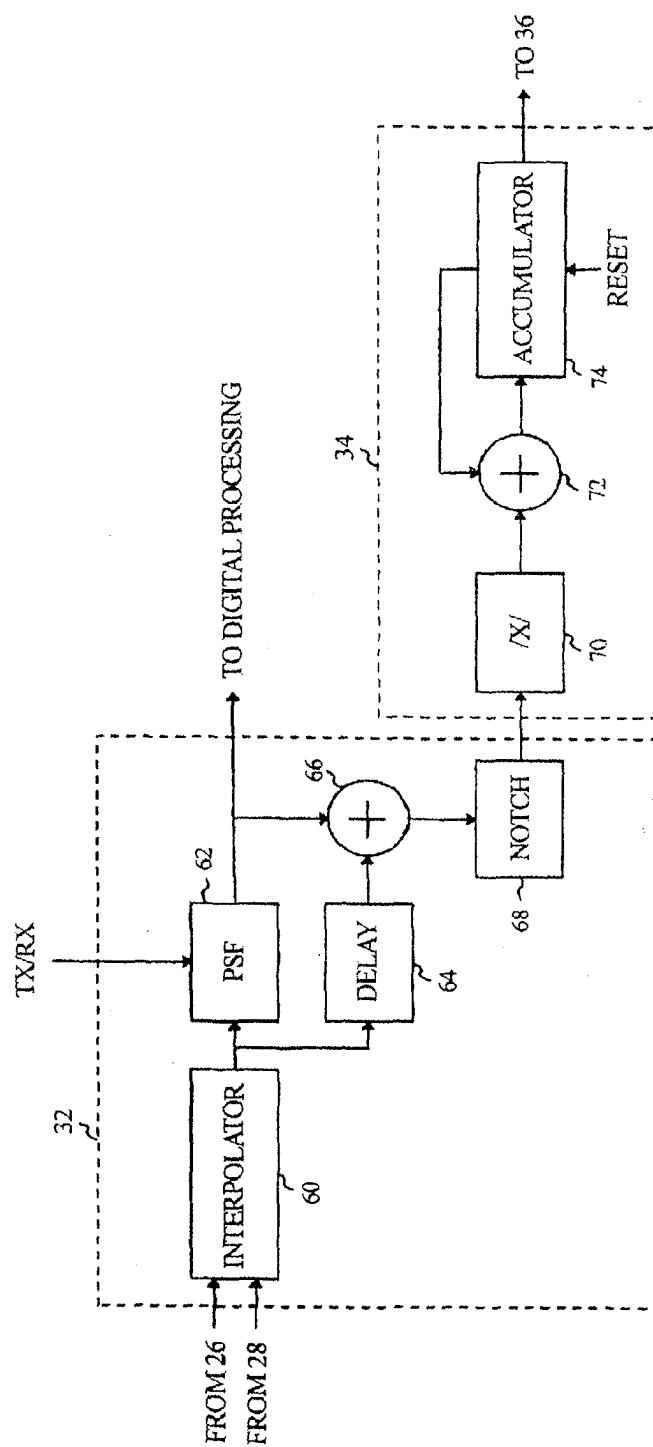 FROM 26
FROM 28
32
INTERPOLATOR
60
TX/RX
PSF
62
DELAY
64
66
+
NOTCH
68
TO DIGITAL PROCESSING
34
/X/
70
+
72
ACCUMULATOR
74
RESET
TO 36